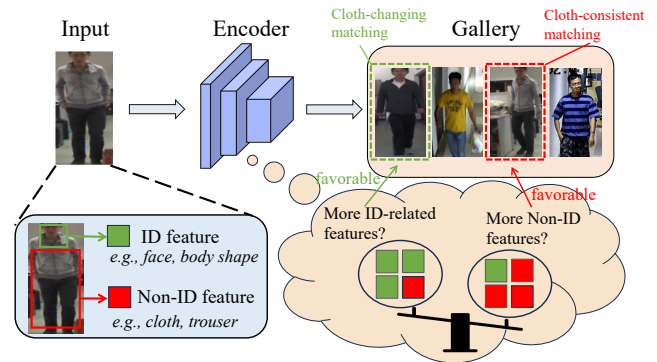 Input
Encoder
Cloth-changing
matching
Gallery
Cloth-consistent
matching
favorable
favorable
More ID-related
features?
More Non-ID
features?
ID feature
e.g., face, body shape
Non-ID feature
e.g., cloth, trouser